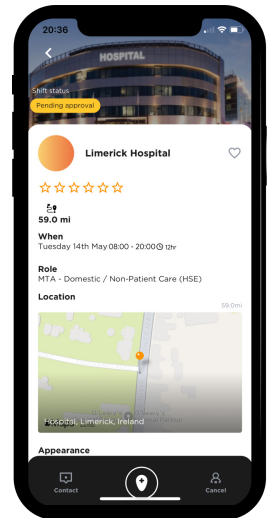 20:36
HOSPITAL
Shift status
Pending approval
Limerick Hospital
59.0 mi
When
Tuesday 14th May 08:00 - 20:00 12hr
Role
MTA - Domestic / Non-Patient Care (HSE)
Location
59.0mi
Hospital, Limerick, Ireland
Appearance
Contact
Cancel